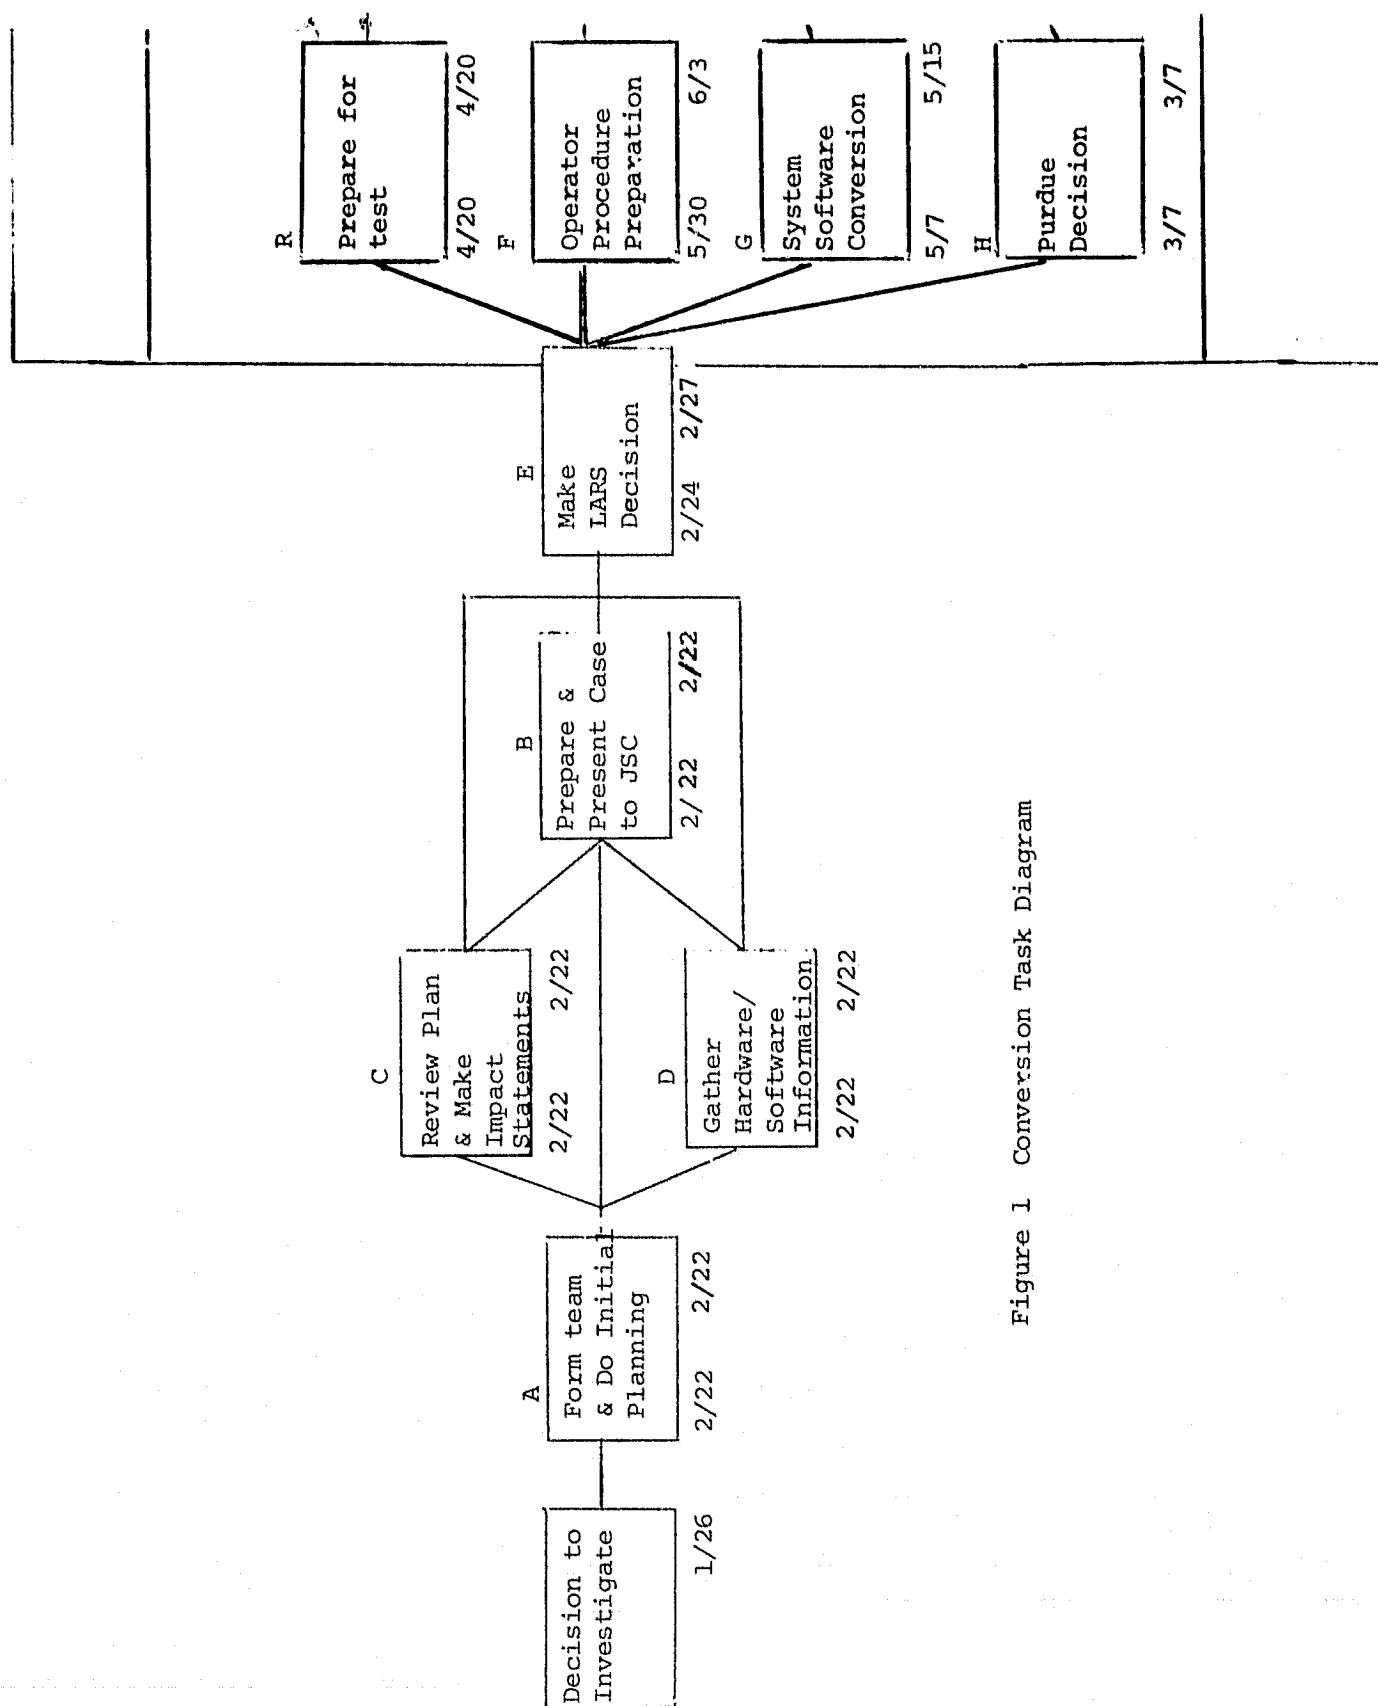 Decision to
Investigate
1/26
A
Form team
& Do Initial
Planning
2/22 2/22
C
Review Plan
& Make
Impact
Statements
2/22 2/22
D
Gather
Hardware/
Software
Information
2/22 2/22
B
Prepare &
Present Case
to JSC
2/22 2/22
E
Make
LARS
Decision
2/24 2/27
R
Prepare for
test
4/20 4/20
F
Operator
Procedure
Preparation
5/30 6/3
G
System
Software
Conversion
5/7 5/15
H
Purdue
Decision
3/7 3/7
Figure 1 Conversion Task Diagram